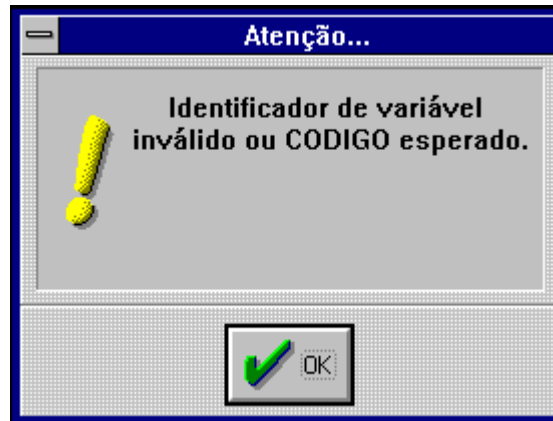 Atenção...
Identificador de variável
inválido ou CODIGO esperado.
OK